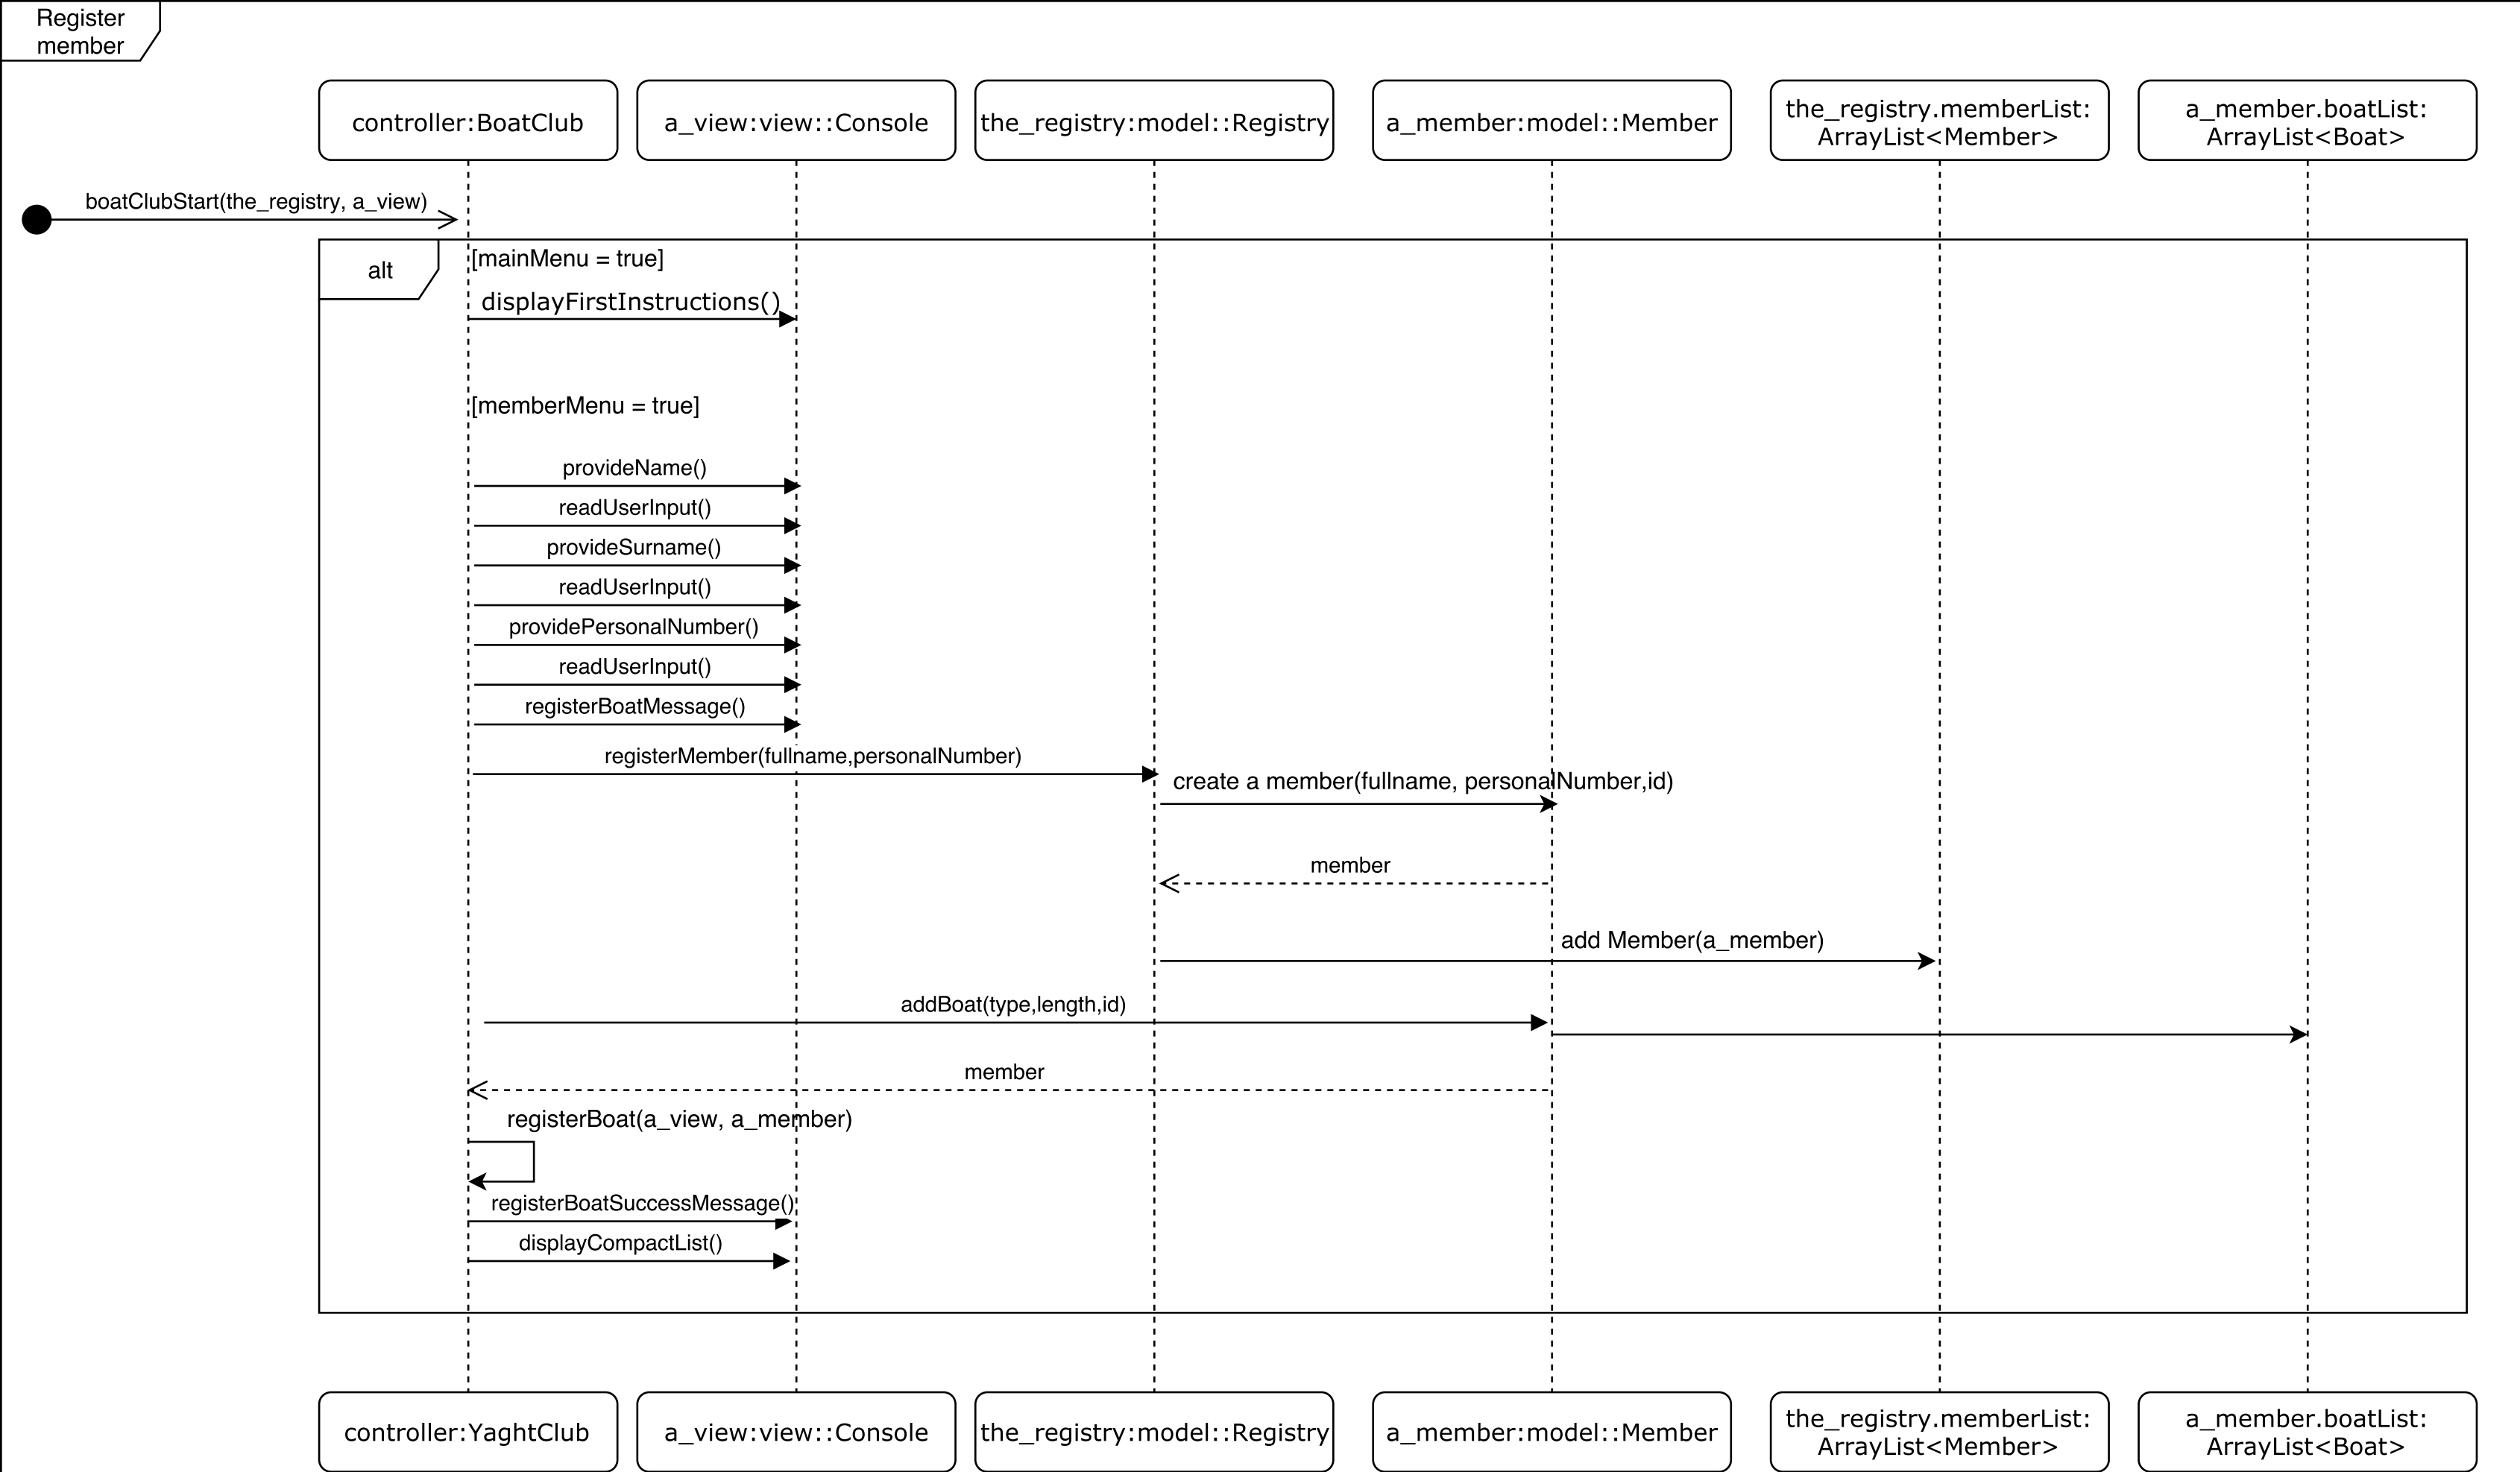 Register
member
controller:BoatClub
a_view:view::Console
the_registry:model::Registry
a_member:model::Member
the_registry.memberList:
ArrayList<Member>
a_member.boatList:
ArrayList<Boat>
boatClubStart(the_registry, a_view)
alt
[mainMenu = true]
displayFirstInstructions()
[memberMenu = true]
provideName()
readUserInput()
provideSurname()
readUserInput()
providePersonalNumber()
readUserInput()
registerBoatMessage()
registerMember(fullname,personalNumber)
create a member(fullname, personalNumber,id)
member
add Member(a_member)
addBoat(type,length,id)
member
registerBoat(a_view, a_member)
registerBoatSuccessMessage()
displayCompactList()
controller:YaghtClub
a_view:view::Console
the_registry:model::Registry
a_member:model::Member
the_registry.memberList:
ArrayList<Member>
a_member.boatList:
ArrayList<Boat>